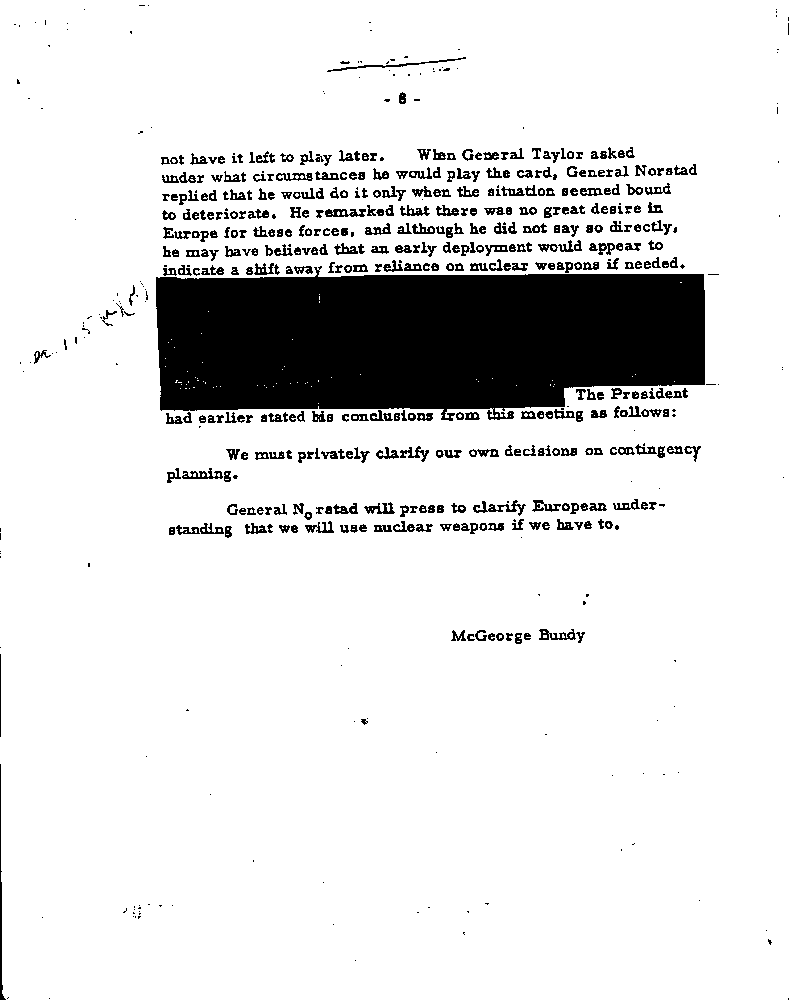 - 8 -
not have it left to play later. When General Taylor asked
under what circumstances he would play the card, General Norstad
replied that he would do it only when the situation seemed bound
to deteriorate. He remarked that there was no great desire in
Europe for these forces, and although he did not say so directly,
he may have believed that an early deployment would appear to
indicate a shift away from reliance on nuclear weapons if needed.
The President
had earlier stated his conclusions from this meeting as follows:
We must privately clarify our own decisions on contingency
planning.
General Norstad will press to clarify European under-
standing that we will use nuclear weapons if we have to.
McGeorge Bundy